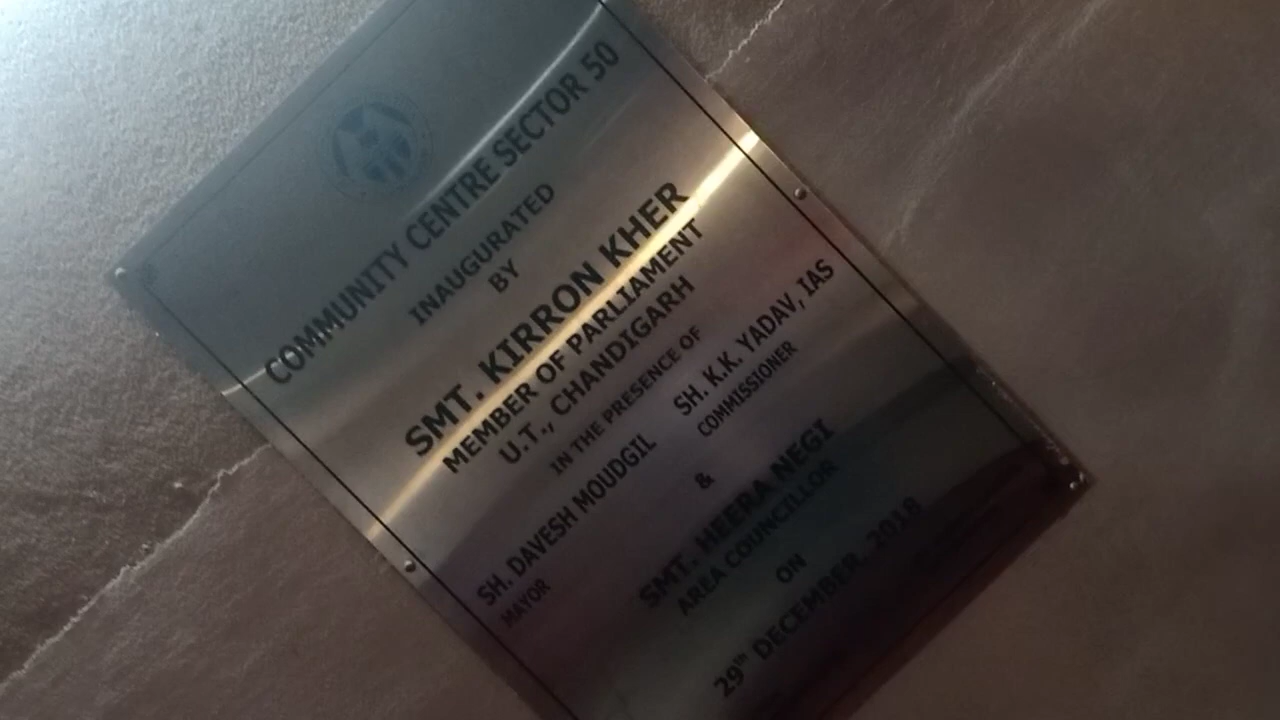 COMMUNITY CENTRE SECTOR 50
INAUGURATED
BY
SMT. KIRRON KHER
MEMBER OF PARLIAMENT
U.T., CHANDIGARH
IN THE PRESENCE OF
SH. DAVESH MOUDGIL SH. K.K. YADAV, IAS
MAYOR COMMISSIONER
&
SMT. HEERA NEGI
AREA COUNCILLOR
ON
29th DECEMBER, 2018